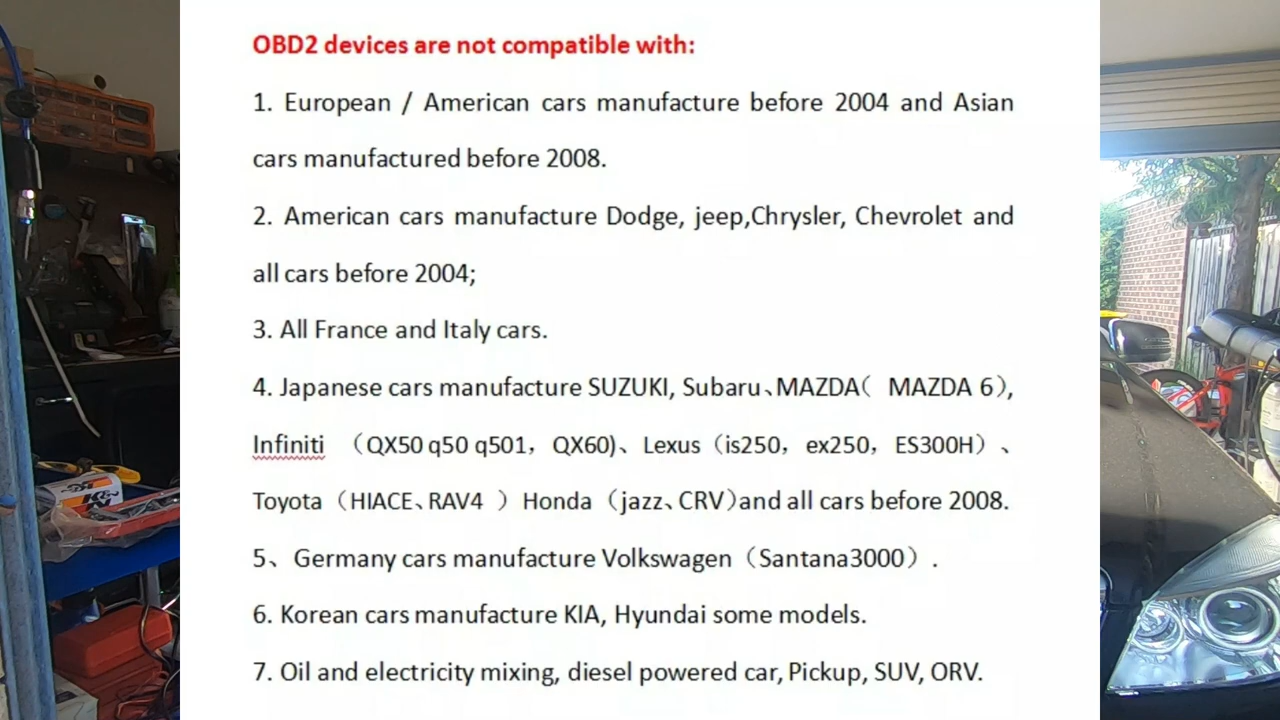 OBD2 devices are not compatible with:
1. European / American cars manufacture before 2004 and Asian
cars manufactured before 2008.
2. American cars manufacture Dodge, jeep,Chrysler, Chevrolet and
all cars before 2004;
3. All France and Italy cars.
4. Japanese cars manufacture SUZUKI, Subaru、MAZDA（ MAZDA 6）,
Infiniti （QX50 q50 q501， QX60)、 Lexus（is250， ex250， ES300H）、
Toyota（HIACE、RAV4 ）Honda（jazz、CRV）and all cars before 2008.
5、 Germany cars manufacture Volkswagen（Santana3000）.
6. Korean cars manufacture KIA, Hyundai some models.
7. Oil and electricity mixing, diesel powered car, Pickup, SUV, ORV.